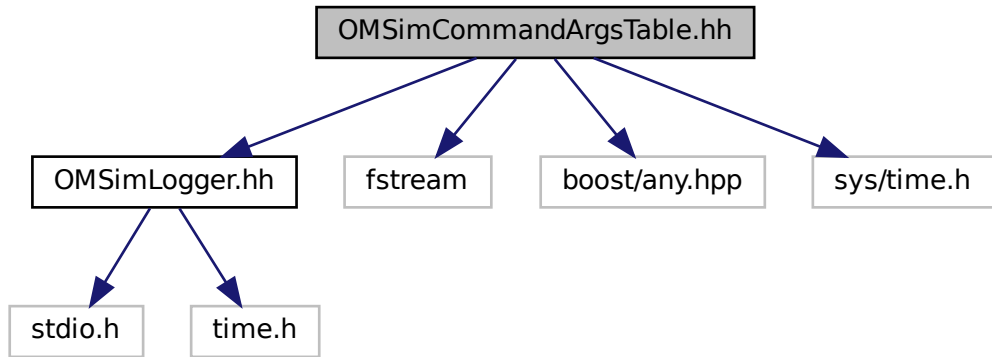 OMSimCommandArgsTable.hh
OMSimLogger.hh
fstream
boost/any.hpp
sys/time.h
stdio.h
time.h